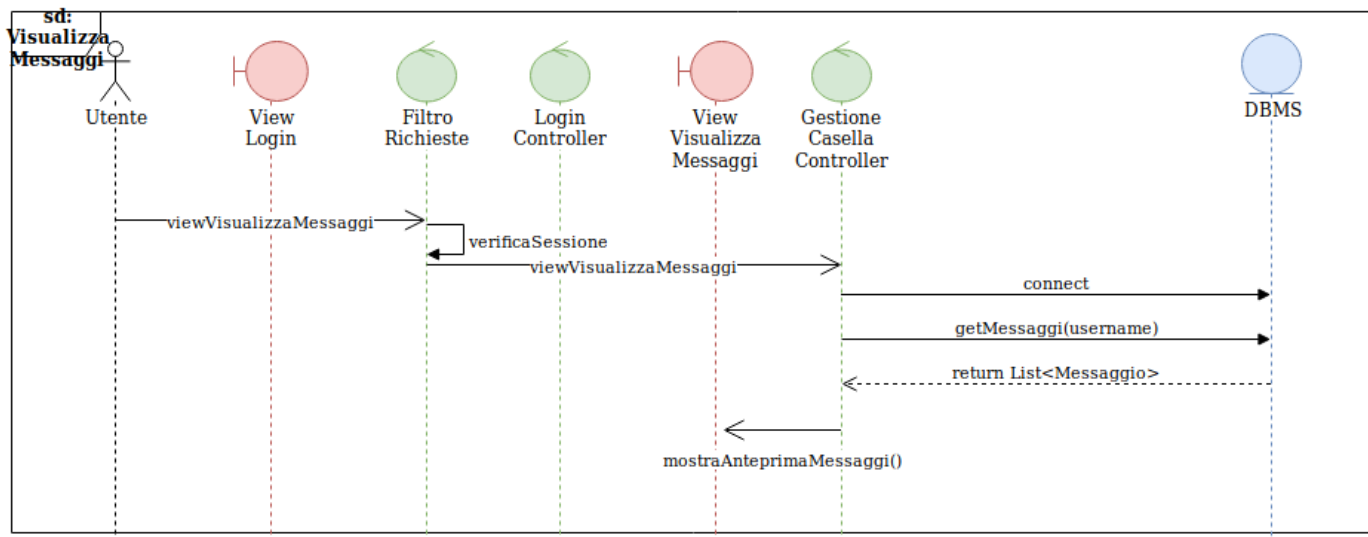 sd:
Visualizza
Messaggi
Utente
View
Login
Filtro
Richieste
Login
Controller
View
Visualizza
Messaggi
Gestione
Casella
Controller
DBMS
viewVisualizzaMessaggi
verificaSessione
viewVisualizzaMessaggi
connect
getMessaggi(username)
return List<Messaggio>
mostraAnteprimaMessaggi()